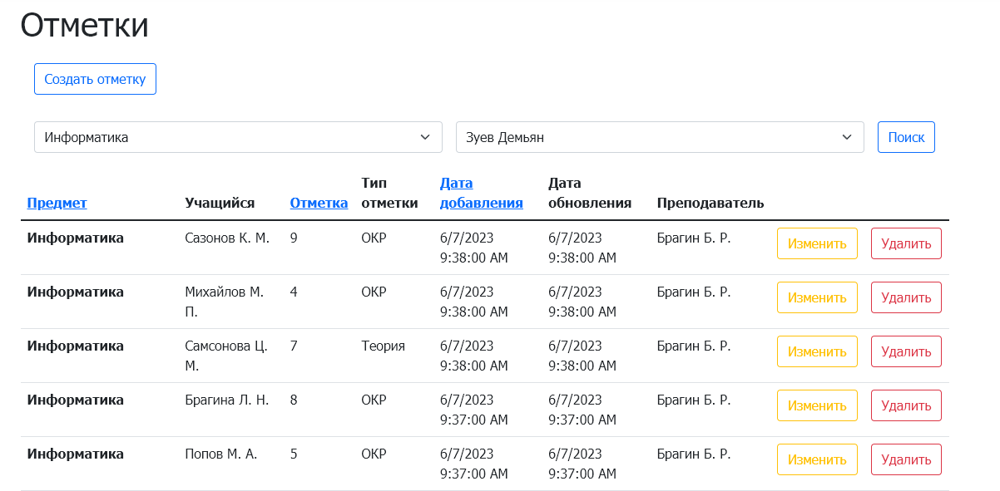 Отметки
Создать отметку
Информатика Зуев Демьян Поиск
Предмет Учащийся Отметка Тип отметки Дата добавления Дата обновления Преподаватель
Информатика Сазонов К. М. 9 ОКР 6/7/2023 9:38:00 AM 6/7/2023 9:38:00 AM Брагин Б. Р. Изменить Удалить
Информатика Михайлов М. П. 4 ОКР 6/7/2023 9:38:00 AM 6/7/2023 9:38:00 AM Брагин Б. Р. Изменить Удалить
Информатика Самсонова Ц. М. 7 Теория 6/7/2023 9:38:00 AM 6/7/2023 9:38:00 AM Брагин Б. Р. Изменить Удалить
Информатика Брагина Л. Н. 8 ОКР 6/7/2023 9:37:00 AM 6/7/2023 9:37:00 AM Брагин Б. Р. Изменить Удалить
Информатика Попов М. А. 5 ОКР 6/7/2023 9:37:00 AM 6/7/2023 9:37:00 AM Брагин Б. Р. Изменить Удалить